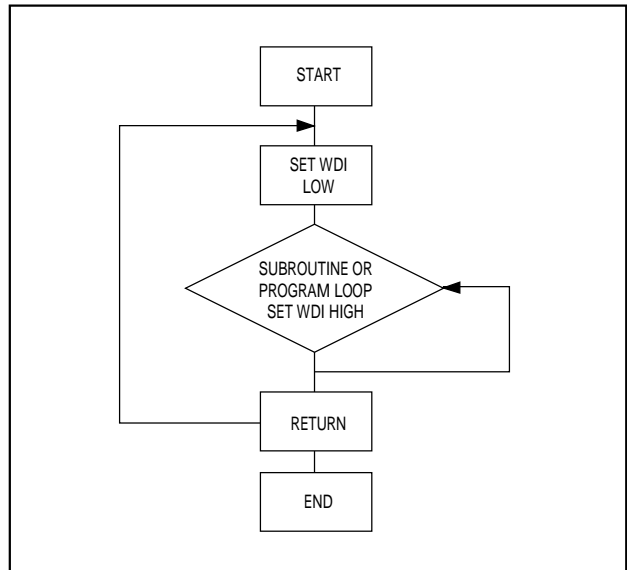 START
SET WDI
LOW
SUBROUTINE OR
PROGRAM LOOP
SET WDI HIGH
RETURN
END